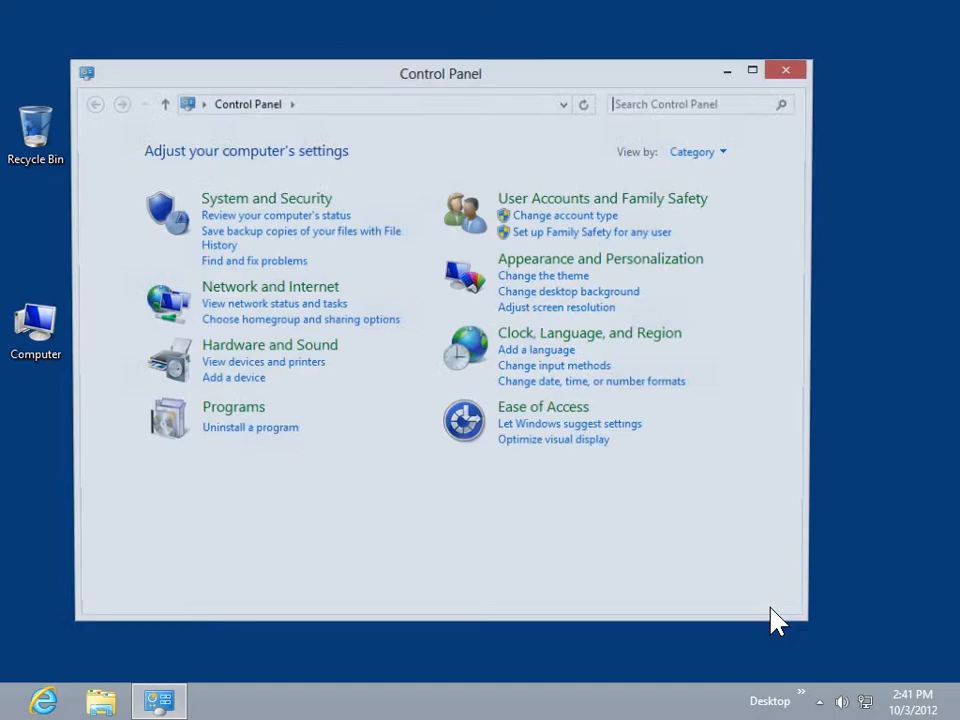 Control Panel
Control Panel
Search Control Panel
Adjust your computer's settings
View by: Category
System and Security
Review your computer's status
Save backup copies of your files with File
History
Find and fix problems
Network and Internet
View network status and tasks
Choose homegroup and sharing options
Hardware and Sound
View devices and printers
Add a device
Programs
Uninstall a program
User Accounts and Family Safety
Change account type
Set up Family Safety for any user
Appearance and Personalization
Change the theme
Change desktop background
Adjust screen resolution
Clock, Language, and Region
Add a language
Change input methods
Change date, time, or number formats
Ease of Access
Let Windows suggest settings
Optimize visual display
Recycle Bin
Computer
Desktop
2:41 PM
10/3/2012